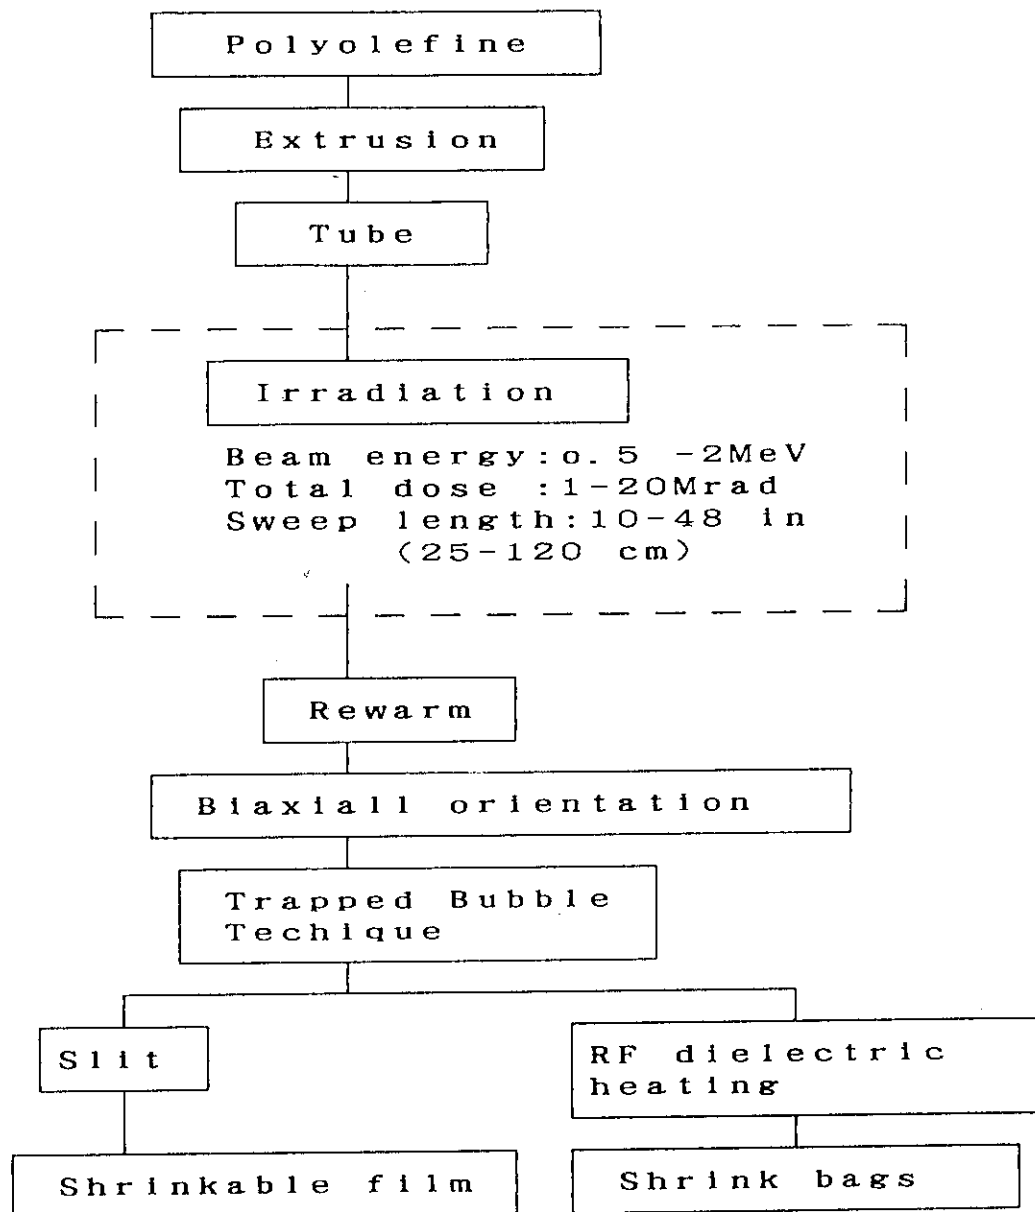 Polyolefine
Extrusion
Tube
Irradiation
Beam energy:o.5 -2MeV
Total dose :1-20Mrad
Sweep length:10-48 in
(25-120 cm)
Rewarm
Biaxiall orientation
Trapped Bubble
Techique
Slit
RF dielectric
heating
Shrinkable film
Shrink bags